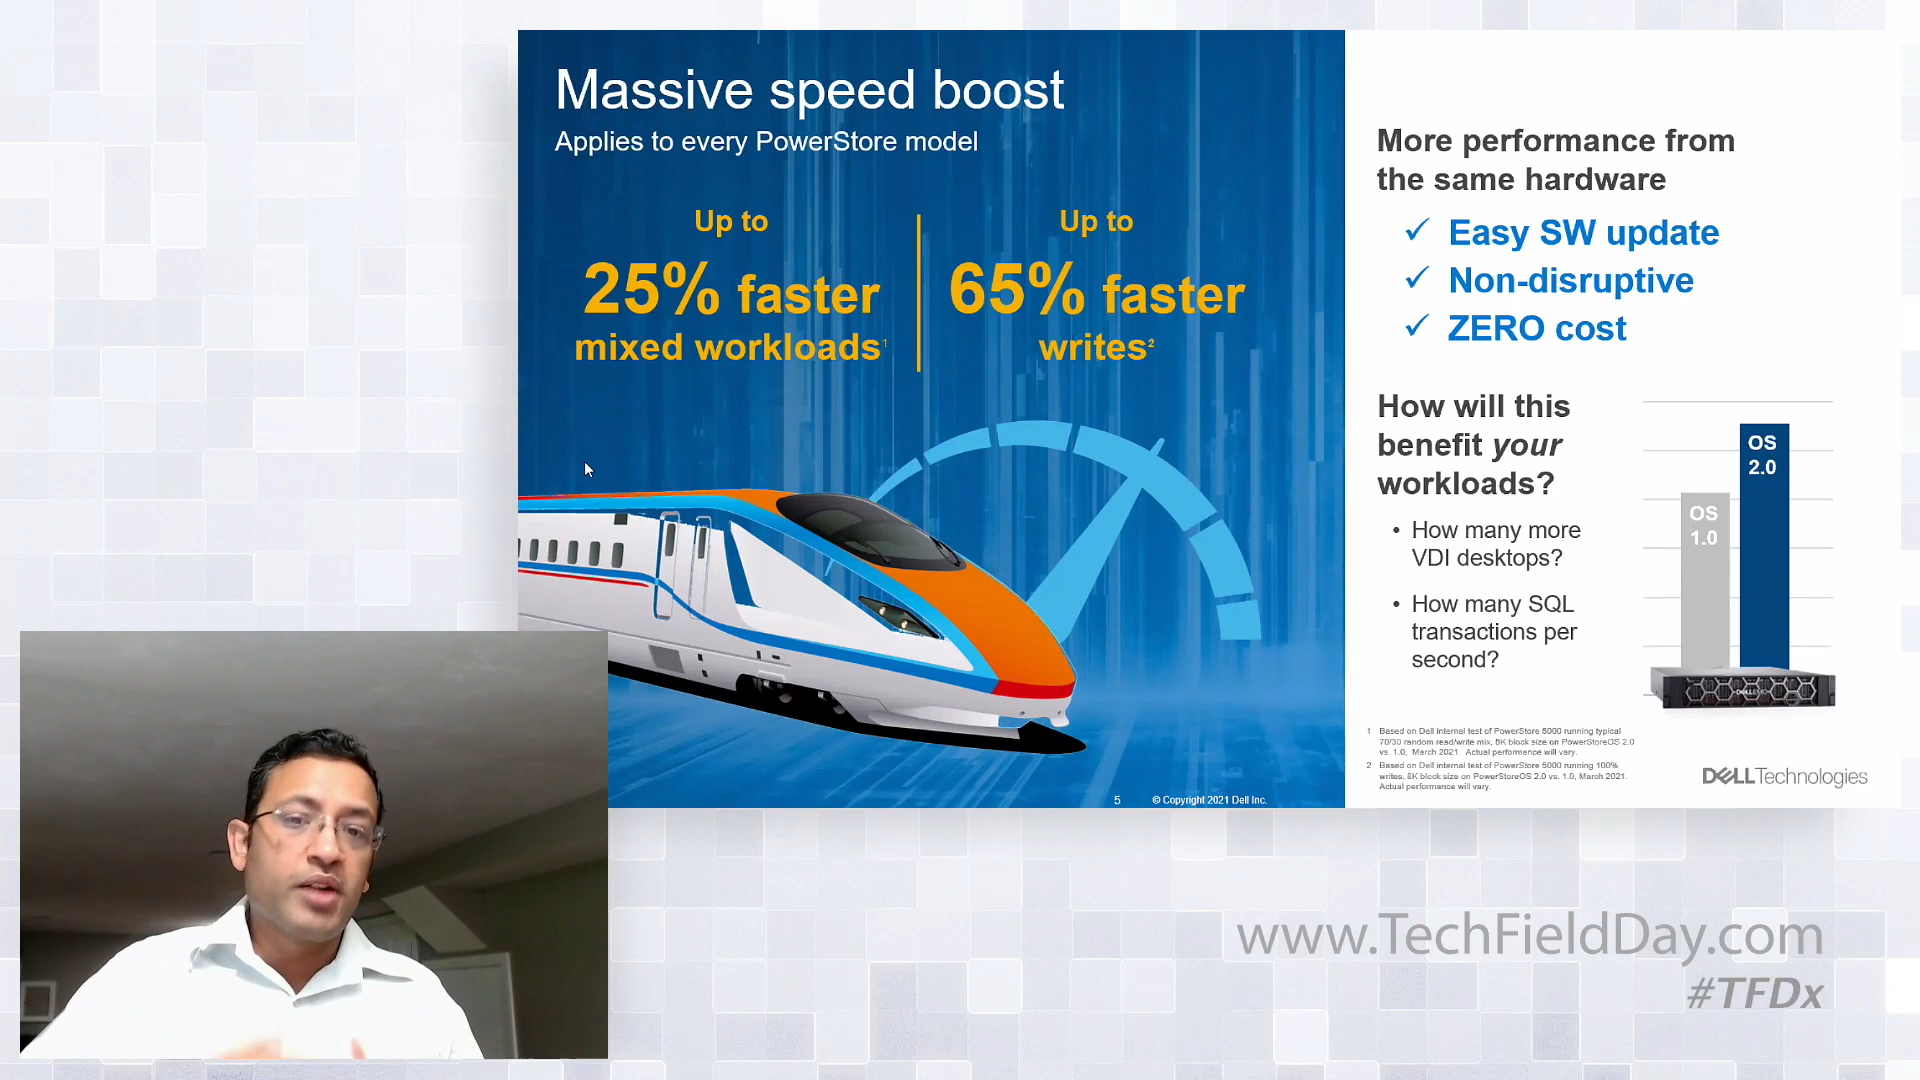 Massive speed boost
Applies to every PowerStore model
Up to
25% faster
mixed workloads¹
Up to
65% faster
writes²
5
© Copyright 2021 Dell Inc.
More performance from
the same hardware
✓ Easy SW update
✓ Non-disruptive
✓ ZERO cost
How will this
benefit your
workloads?
• How many more
VDI desktops?
• How many SQL
transactions per
second?
OS
1.0
OS
2.0
DELLEMC
1 Based on Dell internal test of PowerStore 5000 running typical
70/30 random read/write mix, 8K block size on PowerStoreOS 2.0
vs. 1.0, March 2021. Actual performance will vary.
2 Based on Dell internal test of PowerStore 5000 running 100%
writes, 8K block size on PowerStoreOS 2.0 vs. 1.0, March 2021.
Actual performance will vary.
DELLTechnologies
www.TechFieldDay.com
#TFDx